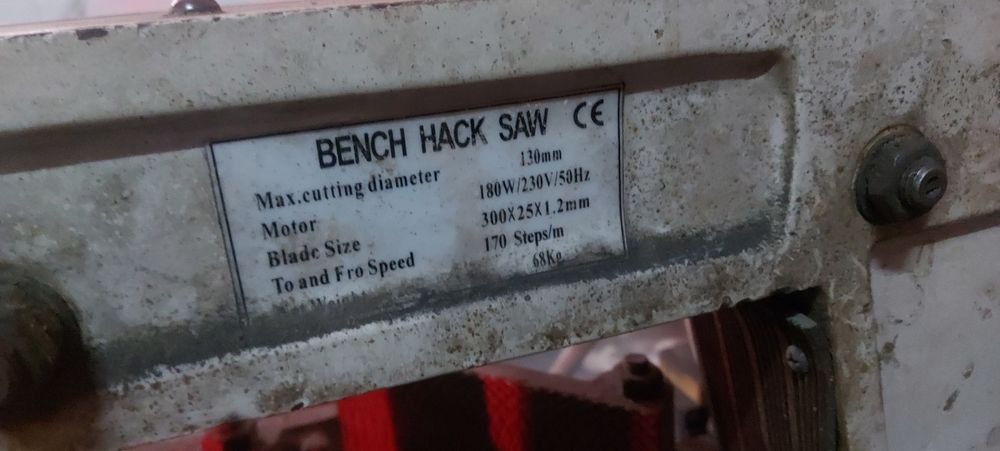 BENCH HACK SAW CE
Max.cutting diameter 130mm
Motor 180W/230V/50Hz
Blade Size 300X25X1.2mm
To and Fro Speed 170 Steps/m
Weight 68Kg